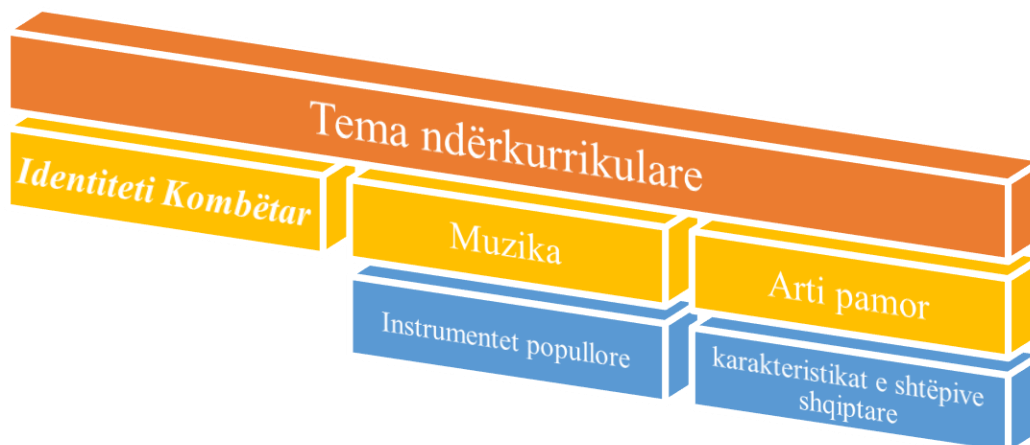 Tema ndërkurrikulare
Identiteti Kombëtar
Muzika
Arti pamor
Instrumentet popullore
karakteristikat e shtëpive
shqiptare